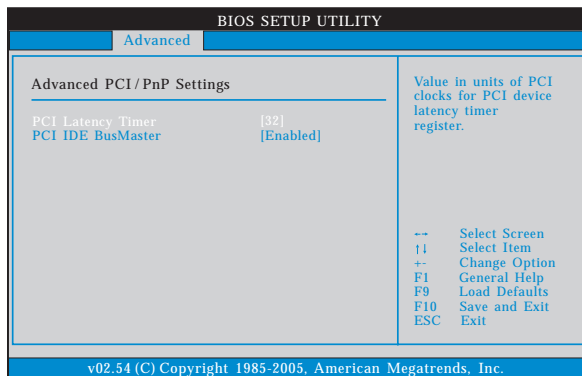 BIOS SETUP UTILITY
Advanced
Advanced PCI / PnP Settings
PCI Latency Timer [32]
PCI IDE BusMaster [Enabled]
Value in units of PCI
clocks for PCI device
latency timer
register.
←→ Select Screen
↑↓ Select Item
+- Change Option
F1 General Help
F9 Load Defaults
F10 Save and Exit
ESC Exit
v02.54 (C) Copyright 1985-2005, American Megatrends, Inc.